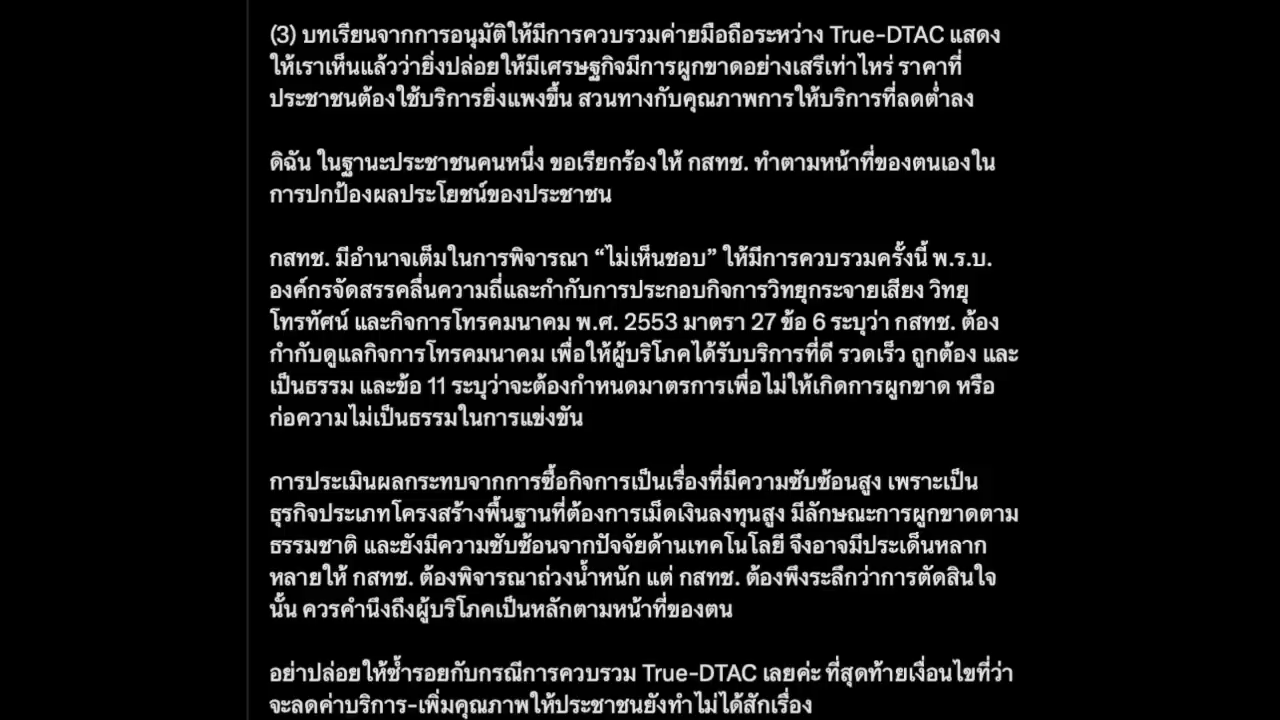 (3) บทเรียนจากการอนุมัติให้มีการควบรวมค่ายมือถือระหว่าง True-DTAC แสดง
ให้เราเห็นแล้วว่ายิ่งปล่อยให้มีเศรษฐกิจมีการผูกขาดอย่างเสรีเท่าไหร่ ราคาที่
ประชาชนต้องใช้บริการยิ่งแพงขึ้น สวนทางกับคุณภาพการให้บริการที่ลดต่ำลง
ดิฉัน ในฐานะประชาชนคนหนึ่ง ขอเรียกร้องให้ กสทช. ทำตามหน้าที่ของตนเองใน
การปกป้องผลประโยชน์ของประชาชน
กสทช. มีอำนาจเต็มในการพิจารณา “ไม่เห็นชอบ” ให้มีการควบรวมครั้งนี้ พ.ร.บ.
องค์กรจัดสรรคลื่นความถี่และกำกับการประกอบกิจการวิทยุกระจายเสียง วิทยุ
โทรทัศน์ และกิจการโทรคมนาคม พ.ศ. 2553 มาตรา 27 ข้อ 6 ระบุว่า กสทช. ต้อง
กำกับดูแลกิจการโทรคมนาคม เพื่อให้ผู้บริโภคได้รับบริการที่ดี รวดเร็ว ถูกต้อง และ
เป็นธรรม และข้อ 11 ระบุว่าจะต้องกำหนดมาตรการเพื่อไม่ให้เกิดการผูกขาด หรือ
ก่อความไม่เป็นธรรมในการแข่งขัน
การประเมินผลกระทบจากการซื้อกิจการเป็นเรื่องที่มีความซับซ้อนสูง เพราะเป็น
ธุรกิจประเภทโครงสร้างพื้นฐานที่ต้องการเม็ดเงินลงทุนสูง มีลักษณะการผูกขาดตาม
ธรรมชาติ และยังมีความซับซ้อนจากปัจจัยด้านเทคโนโลยี จึงอาจมีประเด็นหลาก
หลายให้ กสทช. ต้องพิจารณาถ่วงน้ำหนัก แต่ กสทช. ต้องพึงระลึกว่าการตัดสินใจ
นั้น ควรคำนึงถึงผู้บริโภคเป็นหลักตามหน้าที่ของตน
อย่าปล่อยให้ซ้ำรอยกับกรณีการควบรวม True-DTAC เลยค่ะ ที่สุดท้ายเงื่อนไขที่ว่า
จะลดค่าบริการ-เพิ่มคุณภาพให้ประชาชนยังทำไม่ได้สักเรื่อง